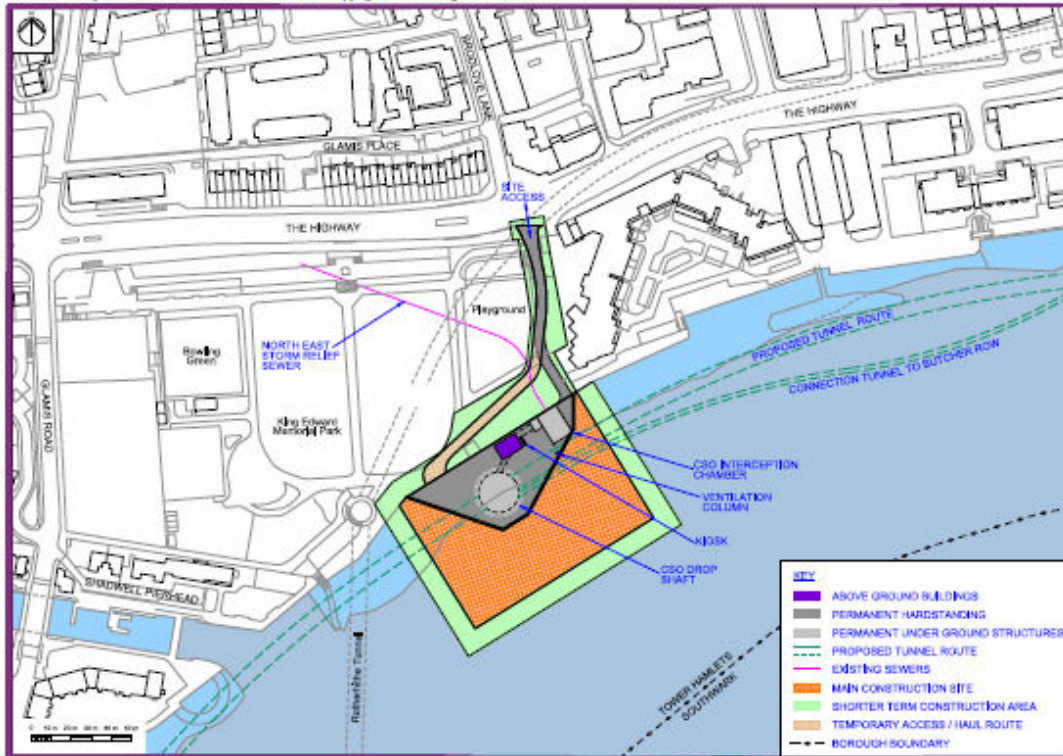 BRODLOVE LANE
THE HIGHWAY
GLAMIS PLACE
SITE
ACCESS
THE HIGHWAY
Playground
NORTH EAST
STORM RELIEF
SEWER
Bowling
Green
GLAMIS ROAD
King Edward
Memorial Park
PROPOSED TUNNEL ROUTE
CONNECTION TUNNEL TO BUTCHER ROW
CSO INTERCEPTION
CHAMBER
VENTILATION
COLUMN
KIOSK
CSO DROP
SHAFT
SHADWELL PIERHEAD
Rotherhithe Tunnel
TOWER HAMLETS
SOUTHWARK
KEY
ABOVE GROUND BUILDINGS
PERMANENT HARDSTANDING
PERMANENT UNDER GROUND STRUCTURES
PROPOSED TUNNEL ROUTE
EXISTING SEWERS
MAIN CONSTRUCTION SITE
SHORTER TERM CONSTRUCTION AREA
TEMPORARY ACCESS / HAUL ROUTE
BOROUGH BOUNDARY